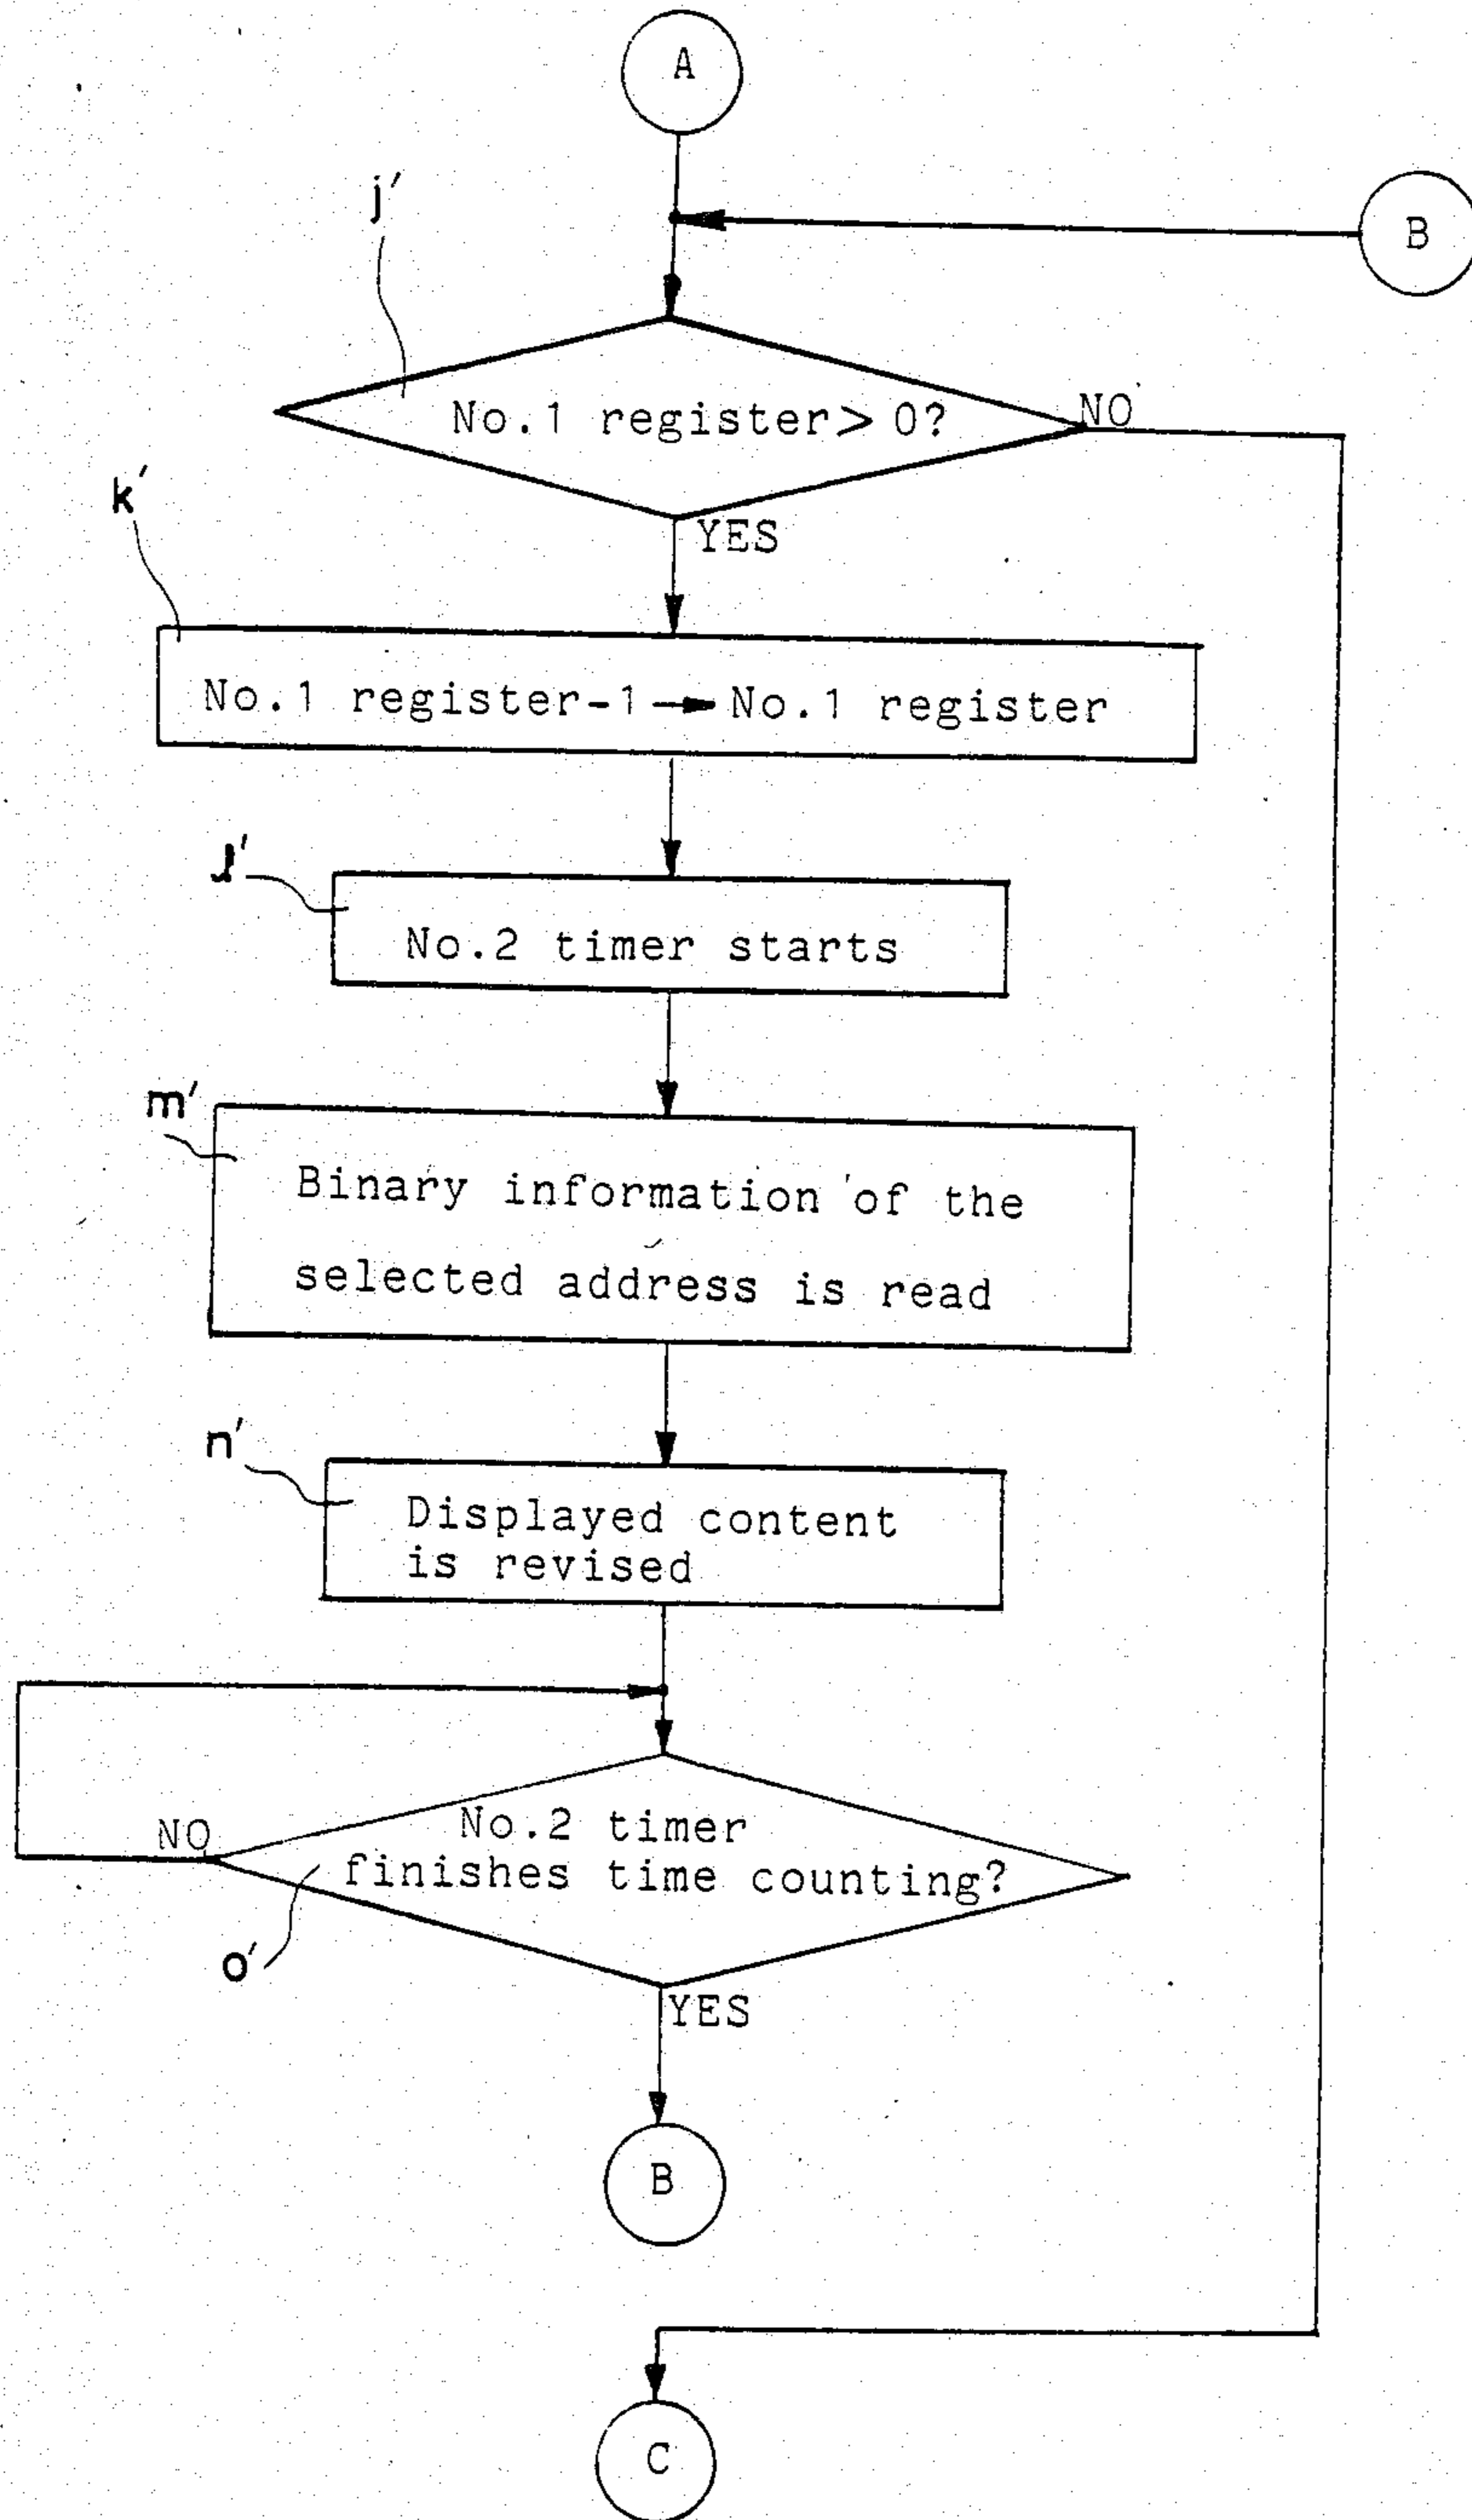 A
j′
B
No.1 register> 0?
NO
k′
YES
No.1 register-1→No.1 register
l′
No.2 timer starts
m′
Binary information of the
selected address is read
n′
Displayed content
is revised
NO
No.2 timer
finishes time counting?
o′
YES
B
C